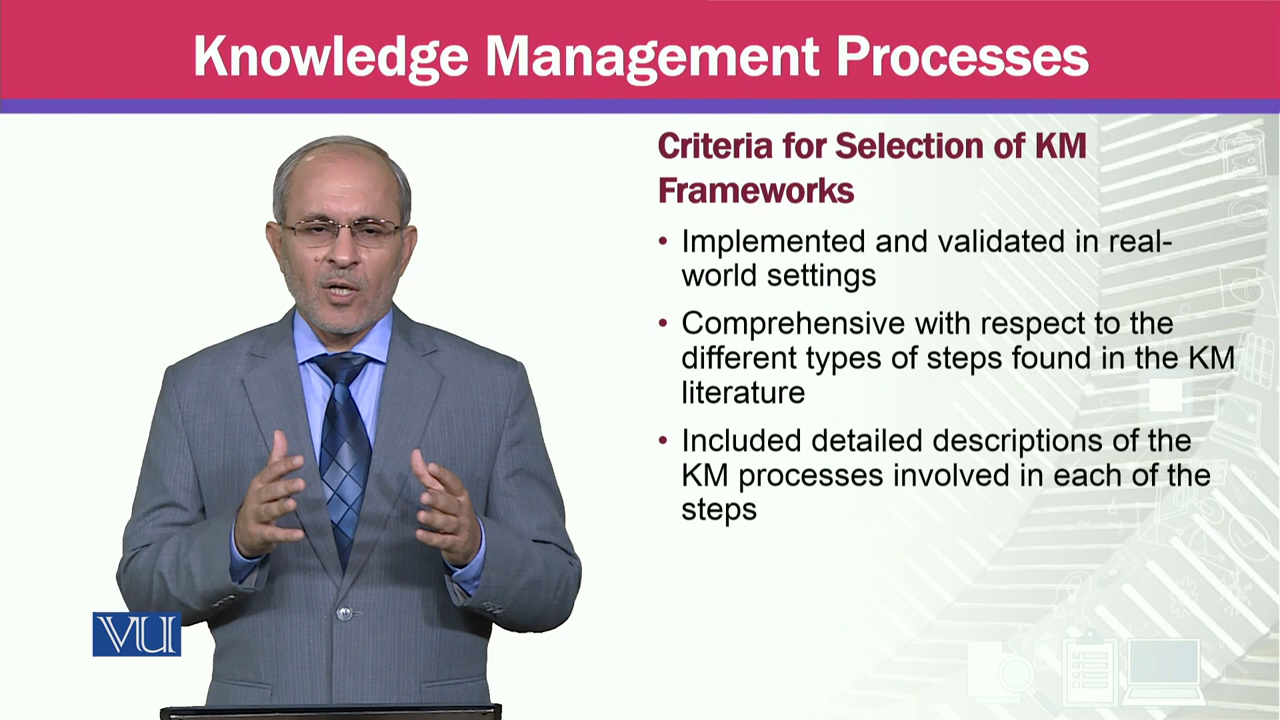 Knowledge Management Processes
Criteria for Selection of KM
Frameworks
• Implemented and validated in real-
world settings
• Comprehensive with respect to the
different types of steps found in the KM
literature
• Included detailed descriptions of the
KM processes involved in each of the
steps
VU